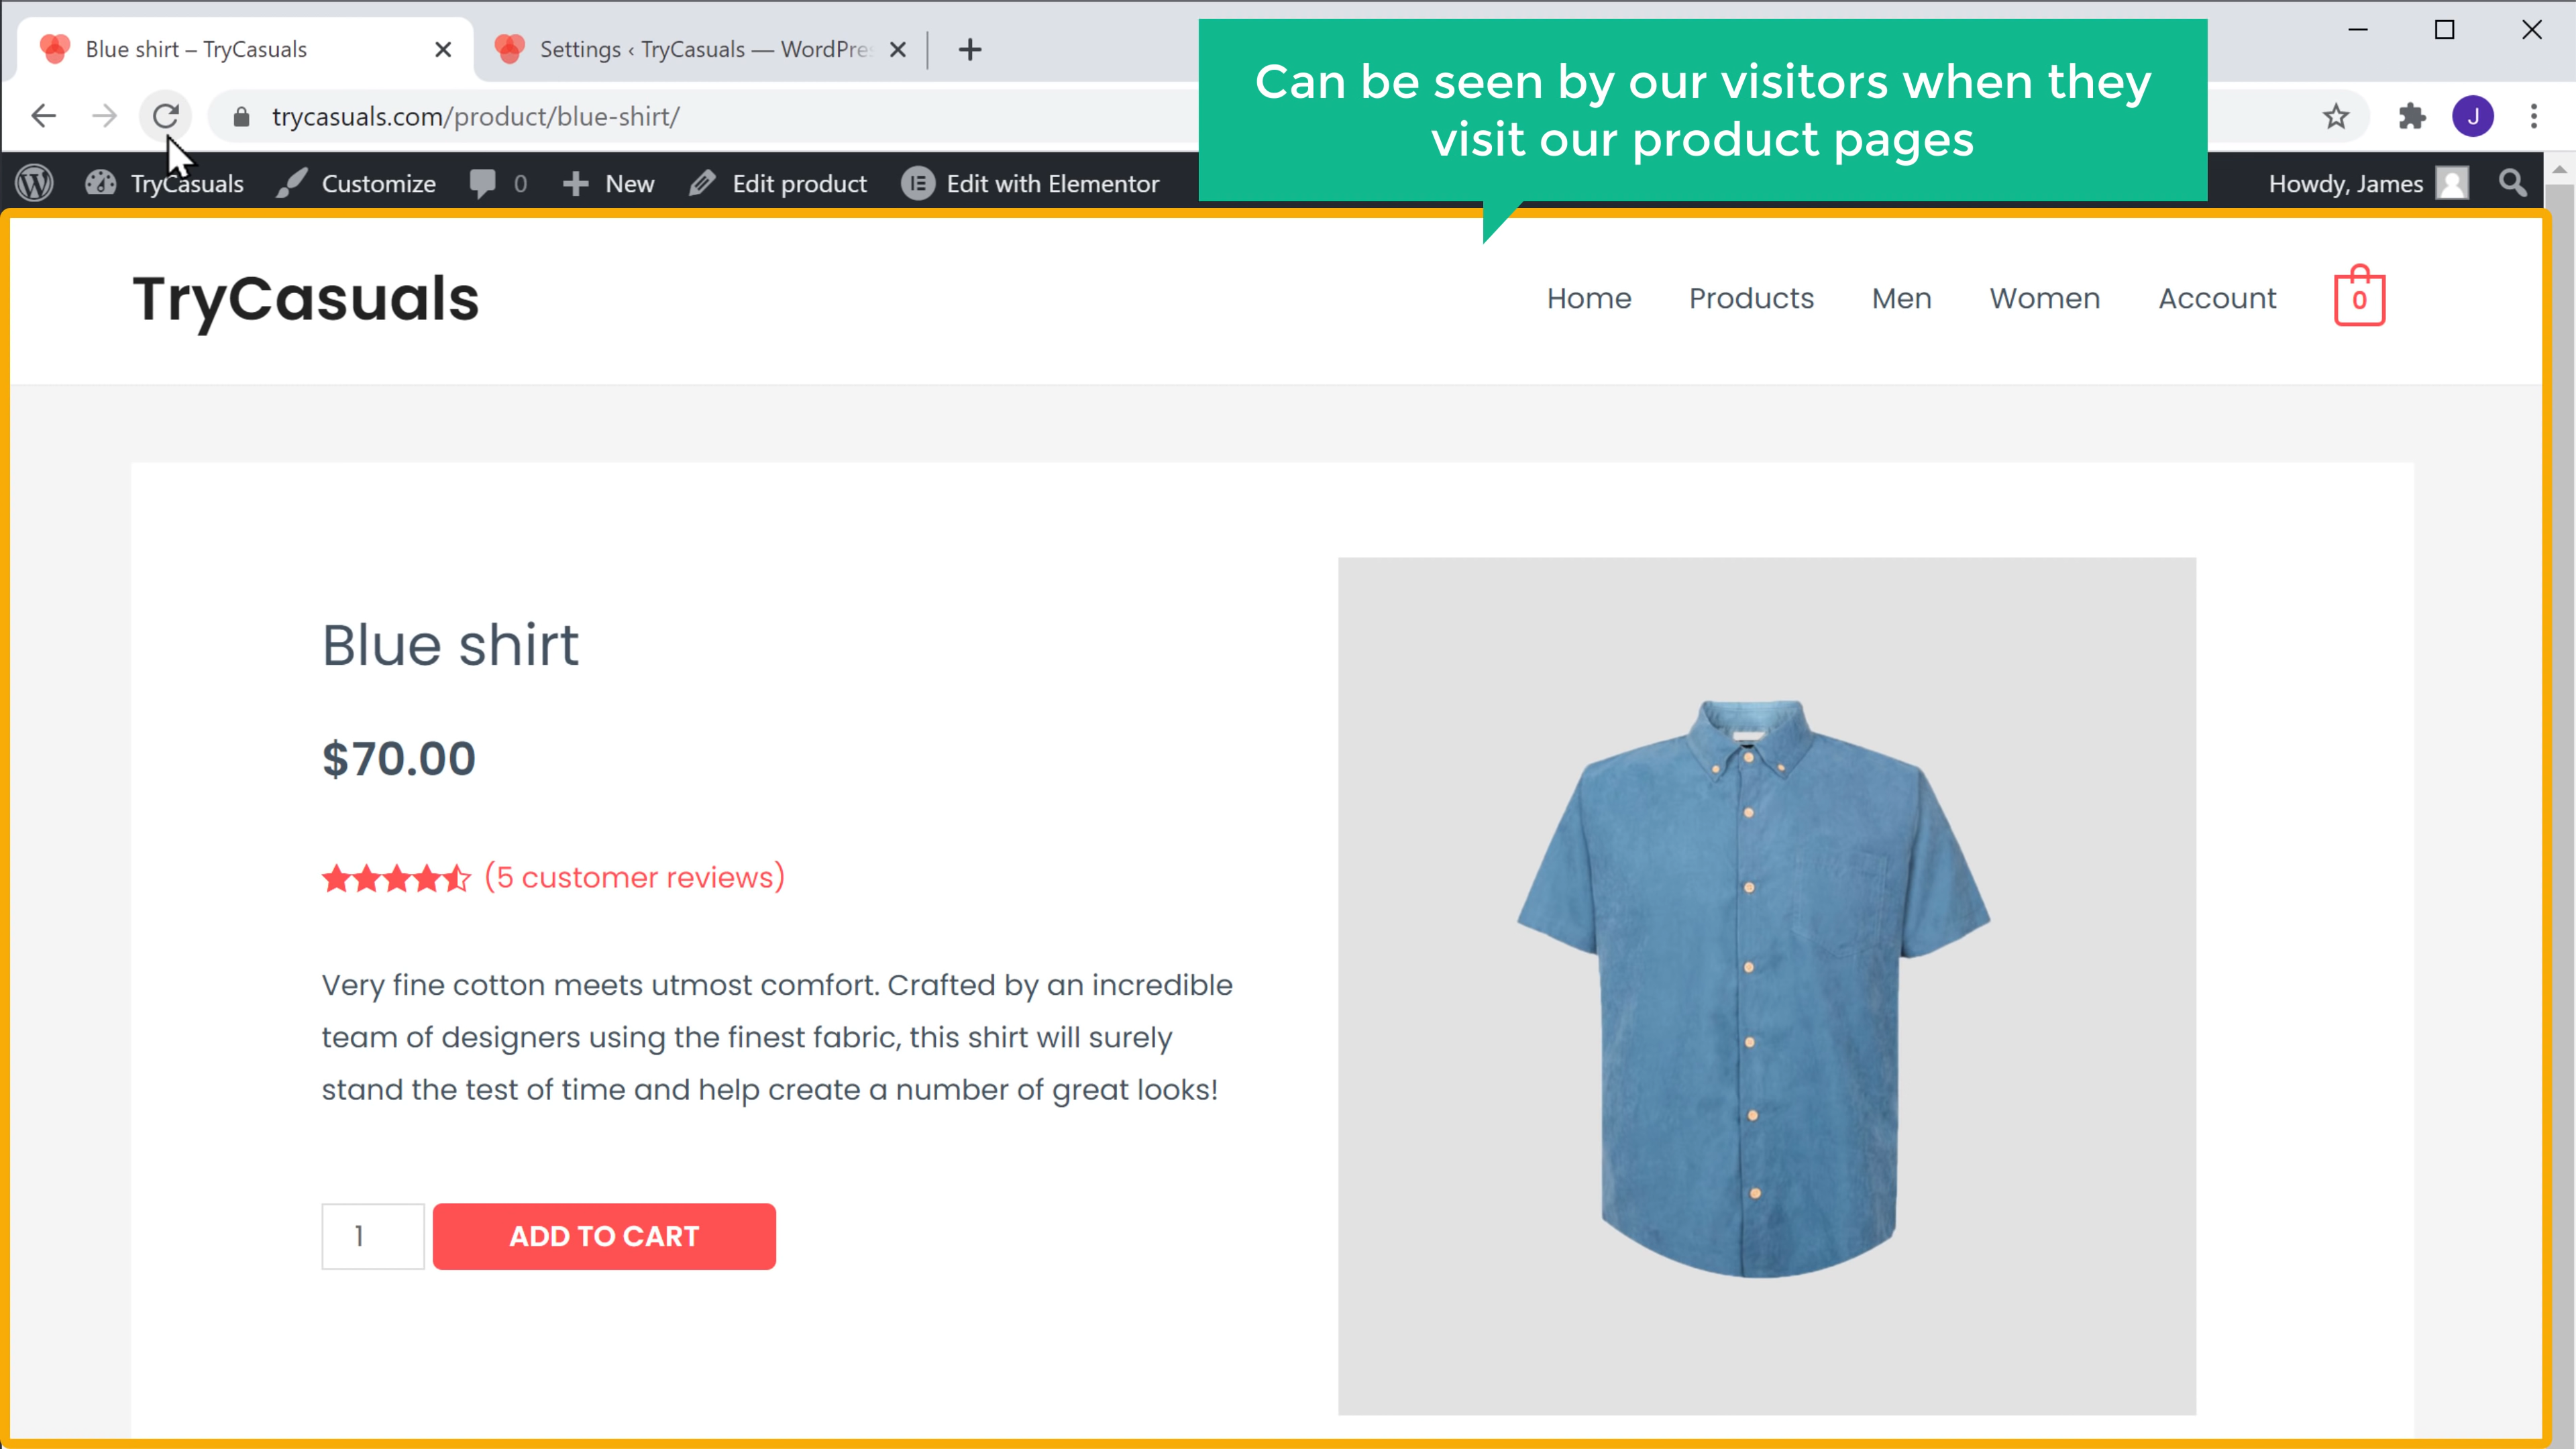 Blue shirt – TryCasuals
Settings ‹ TryCasuals — WordPre
Can be seen by our visitors when they
visit our product pages
trycasuals.com/product/blue-shirt/
J
TryCasuals
Customize
0
New
Edit product
Edit with Elementor
Howdy, James
TryCasuals
Home
Products
Men
Women
Account
0
Blue shirt
$70.00
(5 customer reviews)
Very fine cotton meets utmost comfort. Crafted by an incredible
team of designers using the finest fabric, this shirt will surely
stand the test of time and help create a number of great looks!
1
ADD TO CART